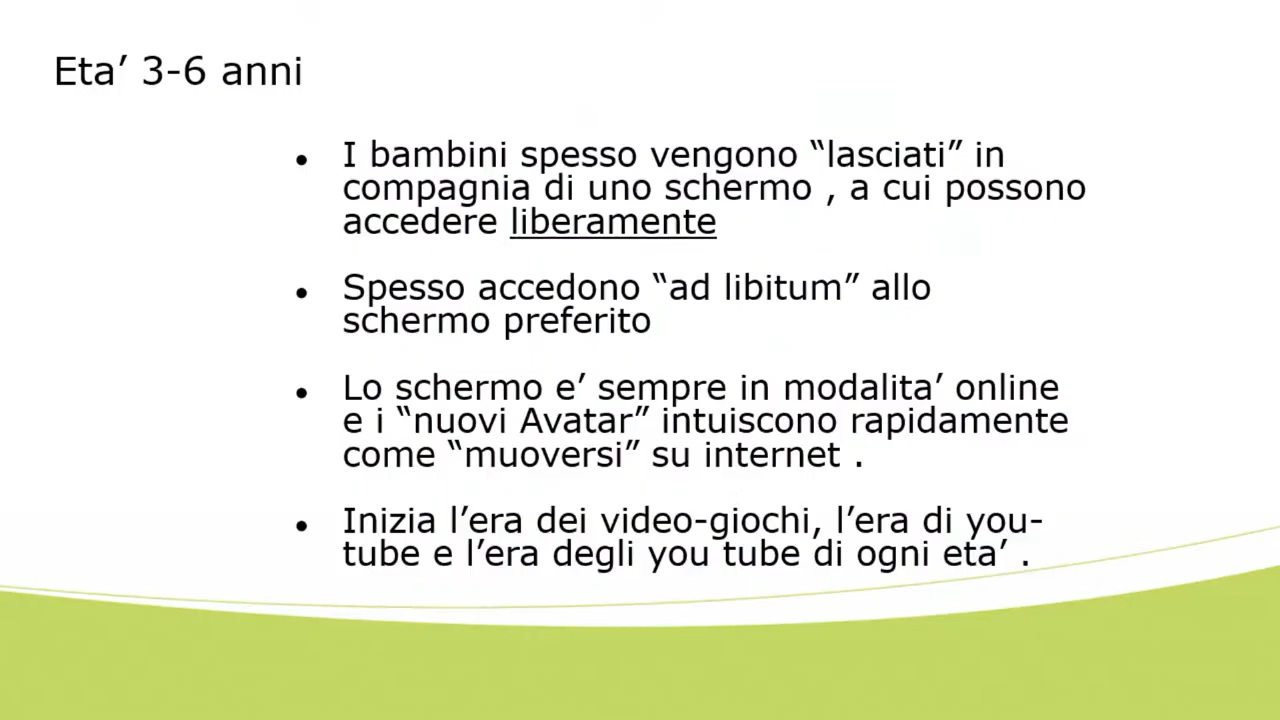 Eta’ 3-6 anni
• I bambini spesso vengono “lasciati” in
compagnia di uno schermo , a cui possono
accedere liberamente
• Spesso accedono “ad libitum” allo
schermo preferito
• Lo schermo e’ sempre in modalita’ online
e i “nuovi Avatar” intuiscono rapidamente
come “muoversi” su internet .
• Inizia l’era dei video-giochi, l’era di you-
tube e l’era degli you tube di ogni eta’ .